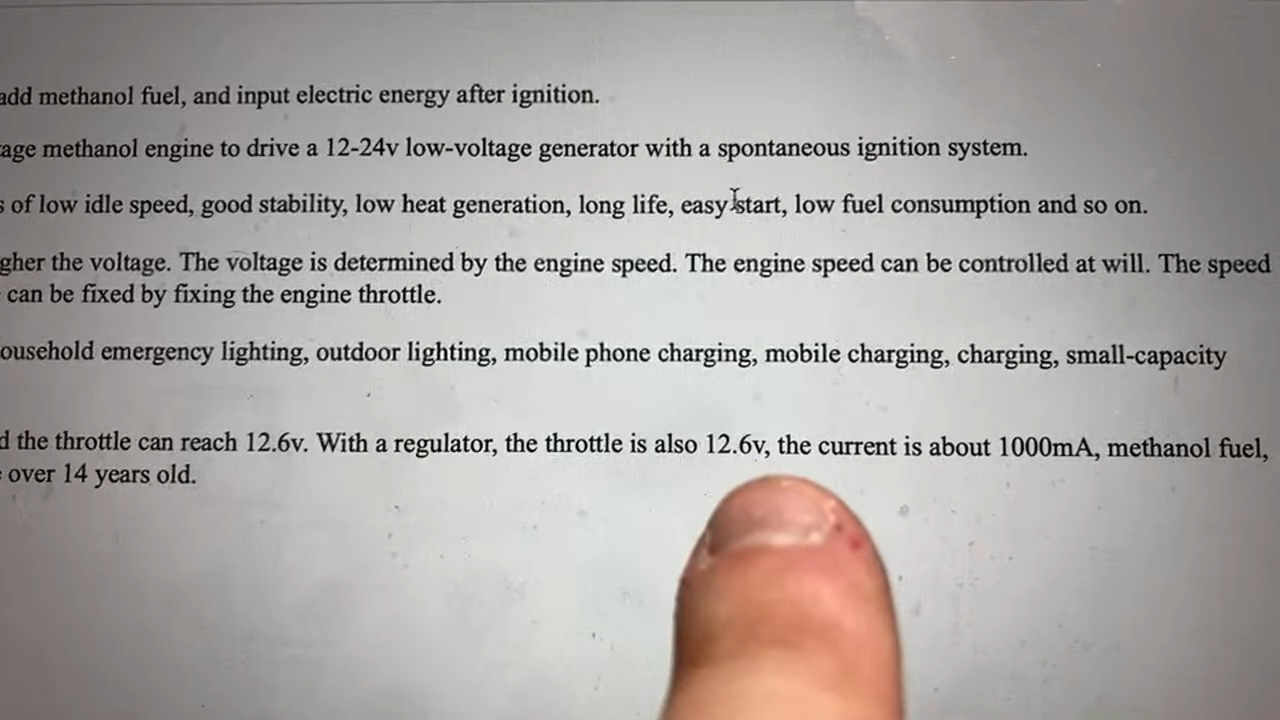 add methanol fuel, and input electric energy after ignition.
age methanol engine to drive a 12-24v low-voltage generator with a spontaneous ignition system.
s of low idle speed, good stability, low heat generation, long life, easy start, low fuel consumption and so on.
gher the voltage. The voltage is determined by the engine speed. The engine speed can be controlled at will. The speed
can be fixed by fixing the engine throttle.
ousehold emergency lighting, outdoor lighting, mobile phone charging, mobile charging, charging, small-capacity
d the throttle can reach 12.6v. With a regulator, the throttle is also 12.6v, the current is about 1000mA, methanol fuel,
over 14 years old.